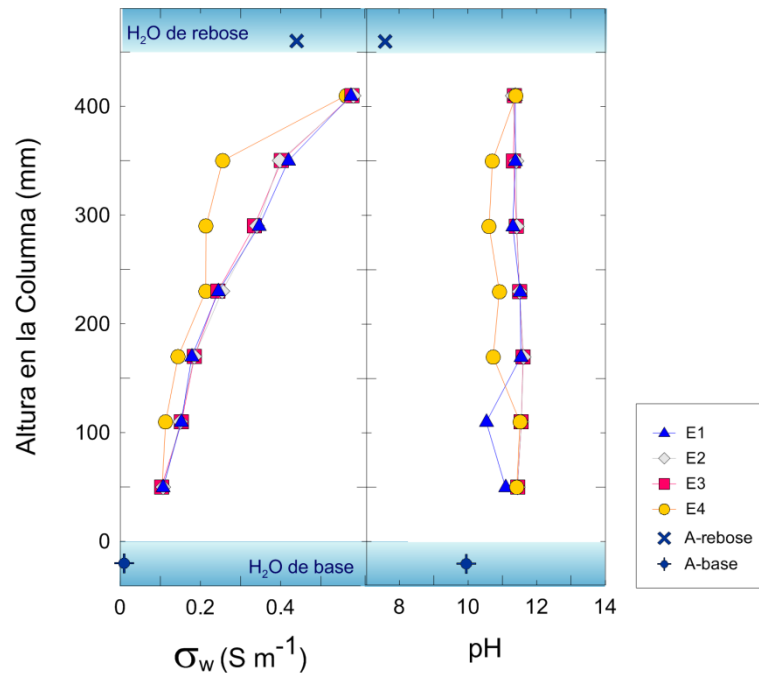 H₂O de rebose
Altura en la Columna (mm)
400
300
200
100
0
H₂O de base
0
0.2
0.4
8
10
12
14
σw (S m⁻¹)
pH
E1
E2
E3
E4
A-rebose
A-base